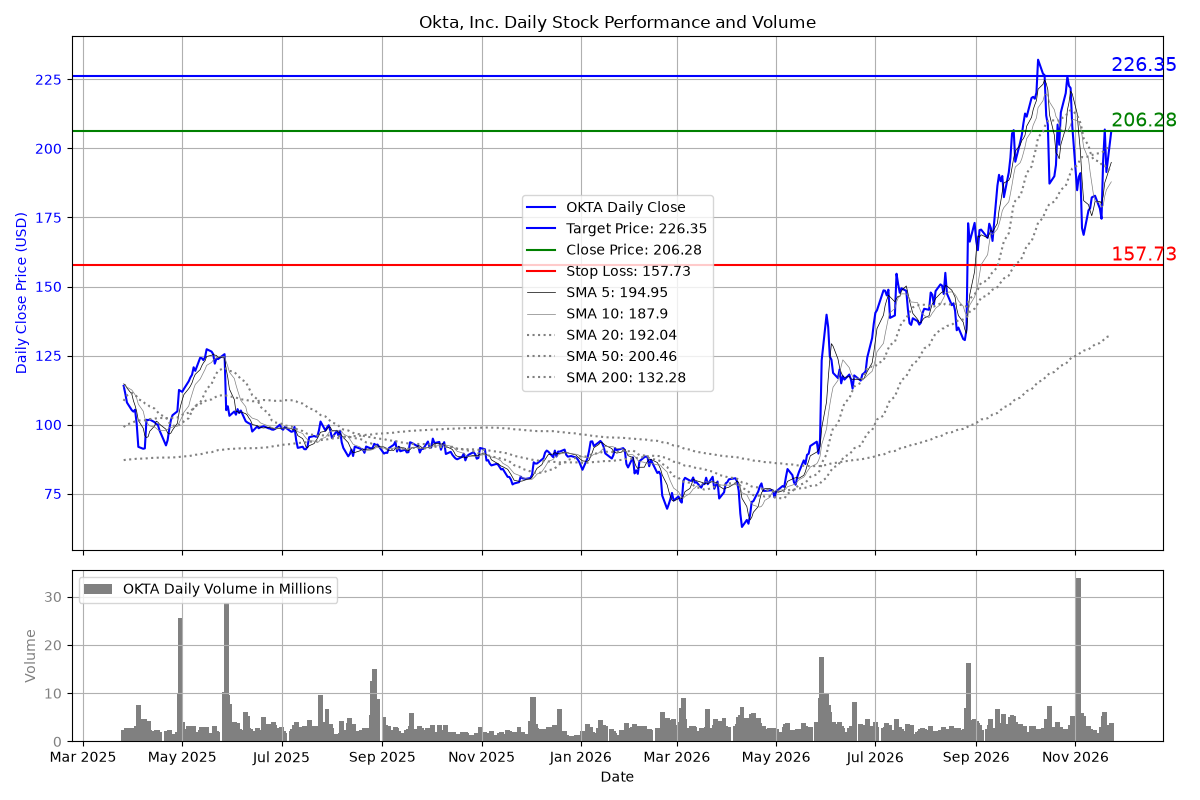 Okta, Inc. Daily Stock Performance and Volume
Daily Close Price (USD)
225
200
175
150
125
100
75
226.35
206.28
157.73
OKTA Daily Close
Target Price: 226.35
Close Price: 206.28
Stop Loss: 157.73
SMA 5: 194.95
SMA 10: 187.9
SMA 20: 192.04
SMA 50: 200.46
SMA 200: 132.28
OKTA Daily Volume in Millions
Volume
30
20
10
0
Mar 2025 May 2025 Jul 2025 Sep 2025 Nov 2025 Jan 2026 Mar 2026 May 2026 Jul 2026 Sep 2026 Nov 2026
Date